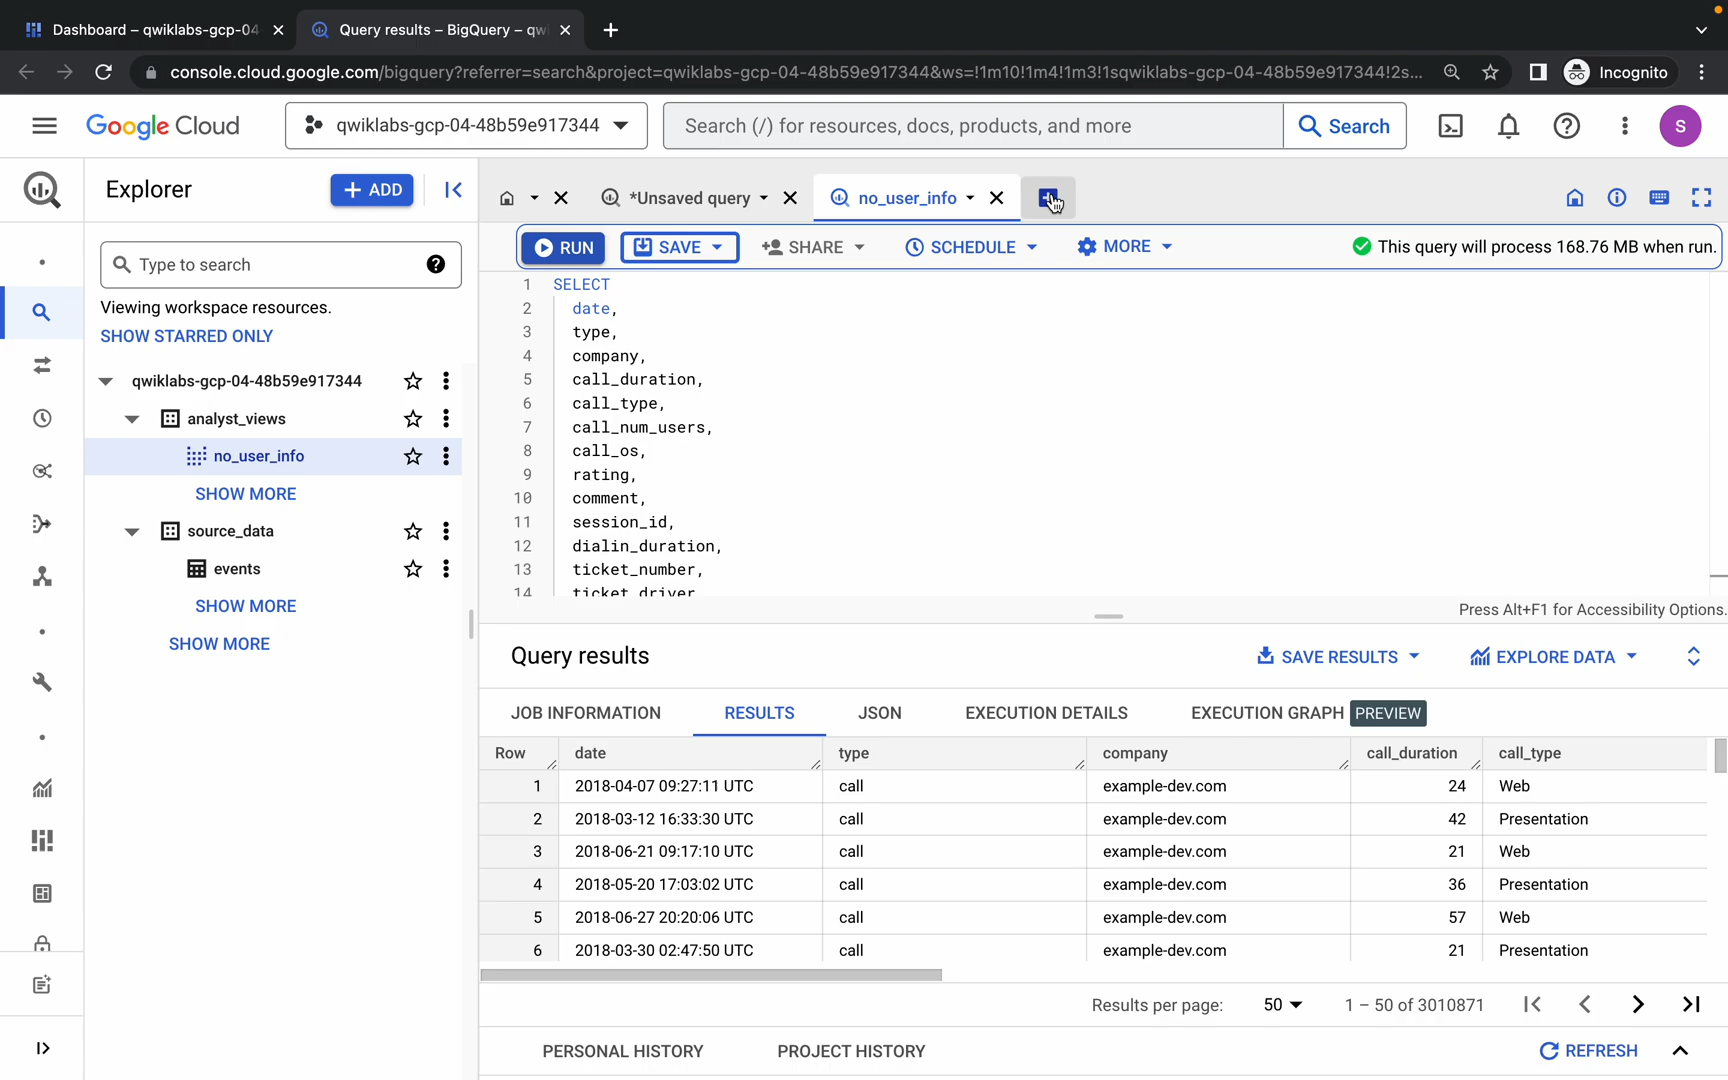 Dashboard – qwiklabs-gcp-04
Query results – BigQuery – qw
console.cloud.google.com/bigquery?referrer=search&project=qwiklabs-gcp-04-48b59e917344&ws=!1m10!1m4!1m3!1sqwiklabs-gcp-04-48b59e917344!2s...
Incognito
Google Cloud
qwiklabs-gcp-04-48b59e917344
Search (/) for resources, docs, products, and more
Search
S
Explorer
+ ADD
*Unsaved query
no_user_info
RUN
SAVE
SHARE
SCHEDULE
MORE
This query will process 168.76 MB when run.
Type to search
Viewing workspace resources.
SHOW STARRED ONLY
qwiklabs-gcp-04-48b59e917344
analyst_views
no_user_info
SHOW MORE
source_data
events
SHOW MORE
SHOW MORE
1 SELECT
2 date,
3 type,
4 company,
5 call_duration,
6 call_type,
7 call_num_users,
8 call_os,
9 rating,
10 comment,
11 session_id,
12 dialin_duration,
13 ticket_number,
14 ticket_driver
Press Alt+F1 for Accessibility Options.
Query results
SAVE RESULTS
EXPLORE DATA
JOB INFORMATION
RESULTS
JSON
EXECUTION DETAILS
EXECUTION GRAPH PREVIEW
Row date type company call_duration call_type
1 2018-04-07 09:27:11 UTC call example-dev.com 24 Web
2 2018-03-12 16:33:30 UTC call example-dev.com 42 Presentation
3 2018-06-21 09:17:10 UTC call example-dev.com 21 Web
4 2018-05-20 17:03:02 UTC call example-dev.com 36 Presentation
5 2018-06-27 20:20:06 UTC call example-dev.com 57 Web
6 2018-03-30 02:47:50 UTC call example-dev.com 21 Presentation
Results per page: 50 1 – 50 of 3010871
PERSONAL HISTORY
PROJECT HISTORY
REFRESH